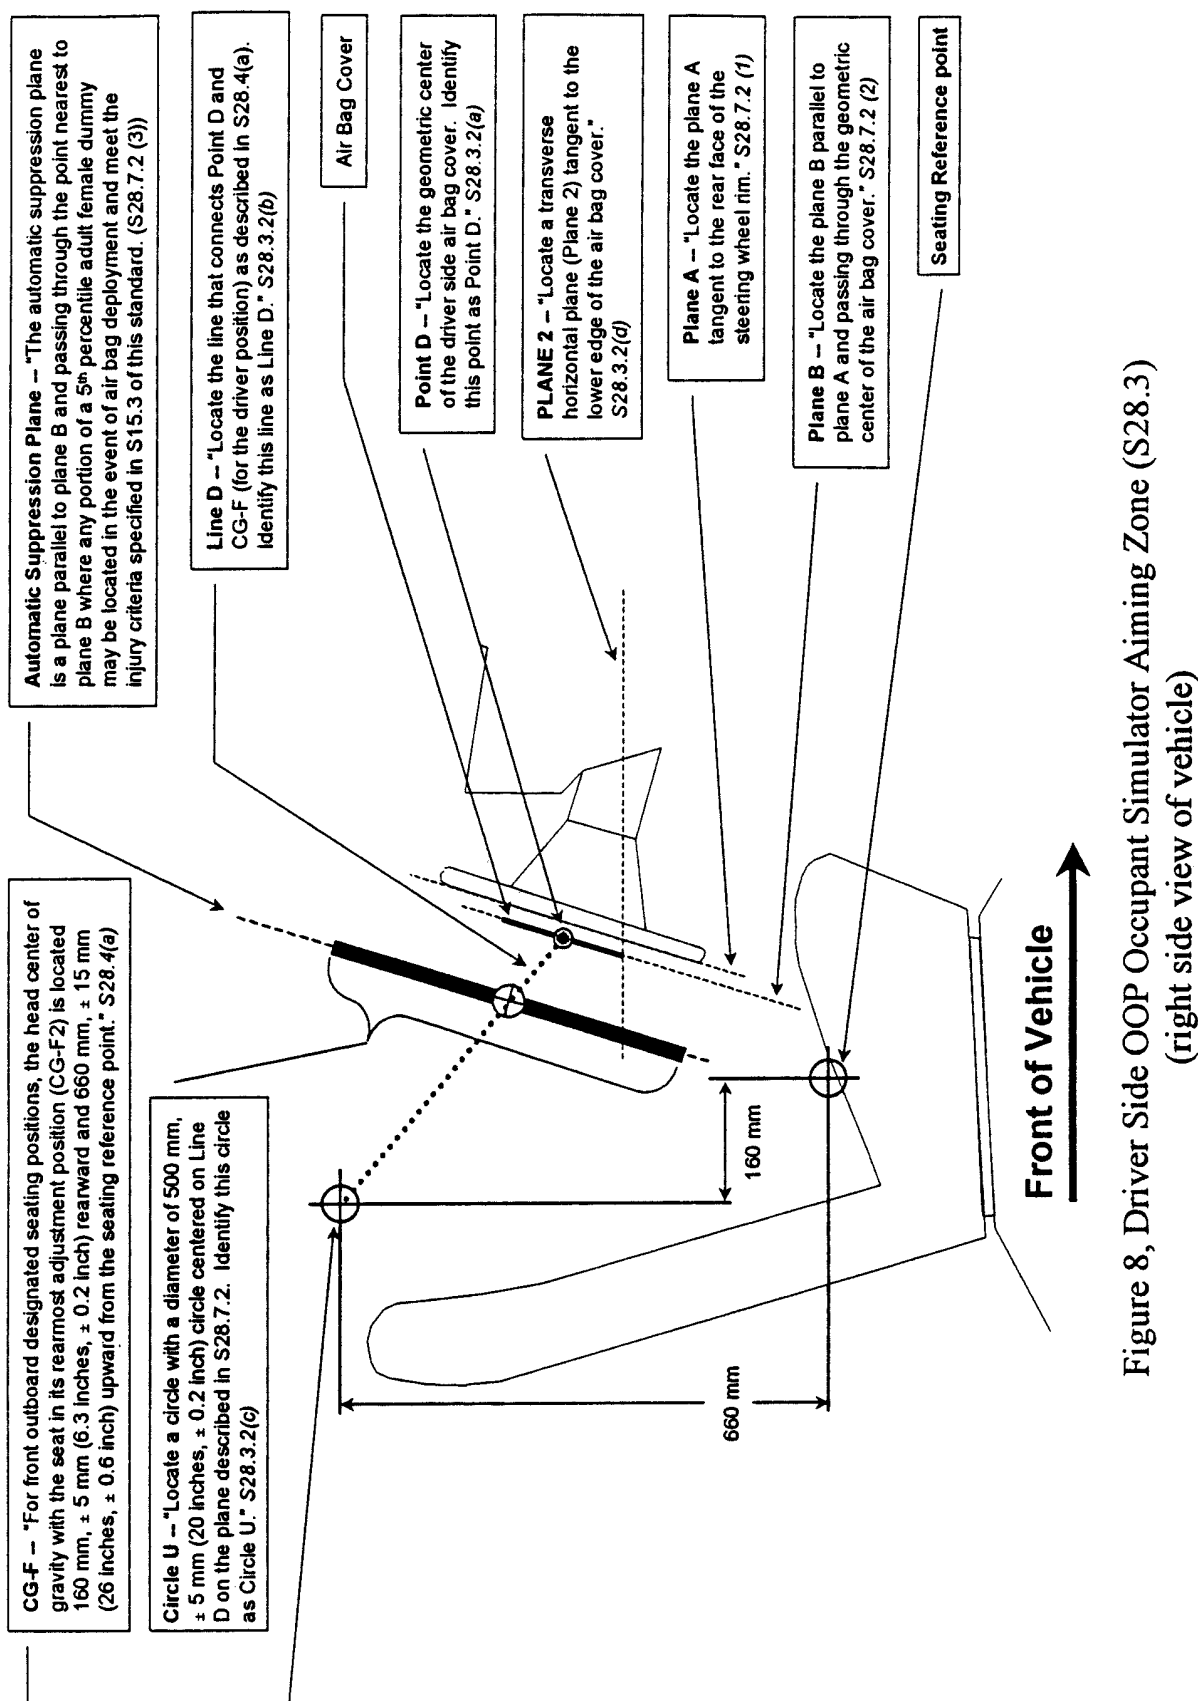 CG-F -- "For front outboard designated seating positions, the head center of
gravity with the seat in its rearmost adjustment position (CG-F2) is located
160 mm, ± 5 mm (6.3 inches, ± 0.2 inch) rearward and 660 mm, ± 15 mm
(26 inches, ± 0.6 inch) upward from the seating reference point." S28.4(a)
Circle U -- "Locate a circle with a diameter of 500 mm,
± 5 mm (20 inches, ± 0.2 inch) circle centered on Line
D on the plane described in S28.7.2. Identify this circle
as Circle U." S28.3.2(c)
Automatic Suppression Plane -- "The automatic suppression plane
is a plane parallel to plane B and passing through the point nearest to
plane B where any portion of a 5th percentile adult female dummy
may be located in the event of air bag deployment and meet the
injury criteria specified in S15.3 of this standard. (S28.7.2 (3))
Line D -- "Locate the line that connects Point D and
CG-F (for the driver position) as described in S28.4(a).
Identify this line as Line D." S28.3.2(b)
Air Bag Cover
Point D -- "Locate the geometric center
of the driver side air bag cover. Identify
this point as Point D." S28.3.2(a)
PLANE 2 -- "Locate a transverse
horizontal plane (Plane 2) tangent to the
lower edge of the air bag cover."
S28.3.2(d)
Plane A -- "Locate the plane A
tangent to the rear face of the
steering wheel rim." S28.7.2 (1)
Plane B -- "Locate the plane B parallel to
plane A and passing through the geometric
center of the air bag cover." S28.7.2 (2)
Seating Reference point
160 mm
660 mm
Front of Vehicle
Figure 8, Driver Side OOP Occupant Simulator Aiming Zone (S28.3)
(right side view of vehicle)